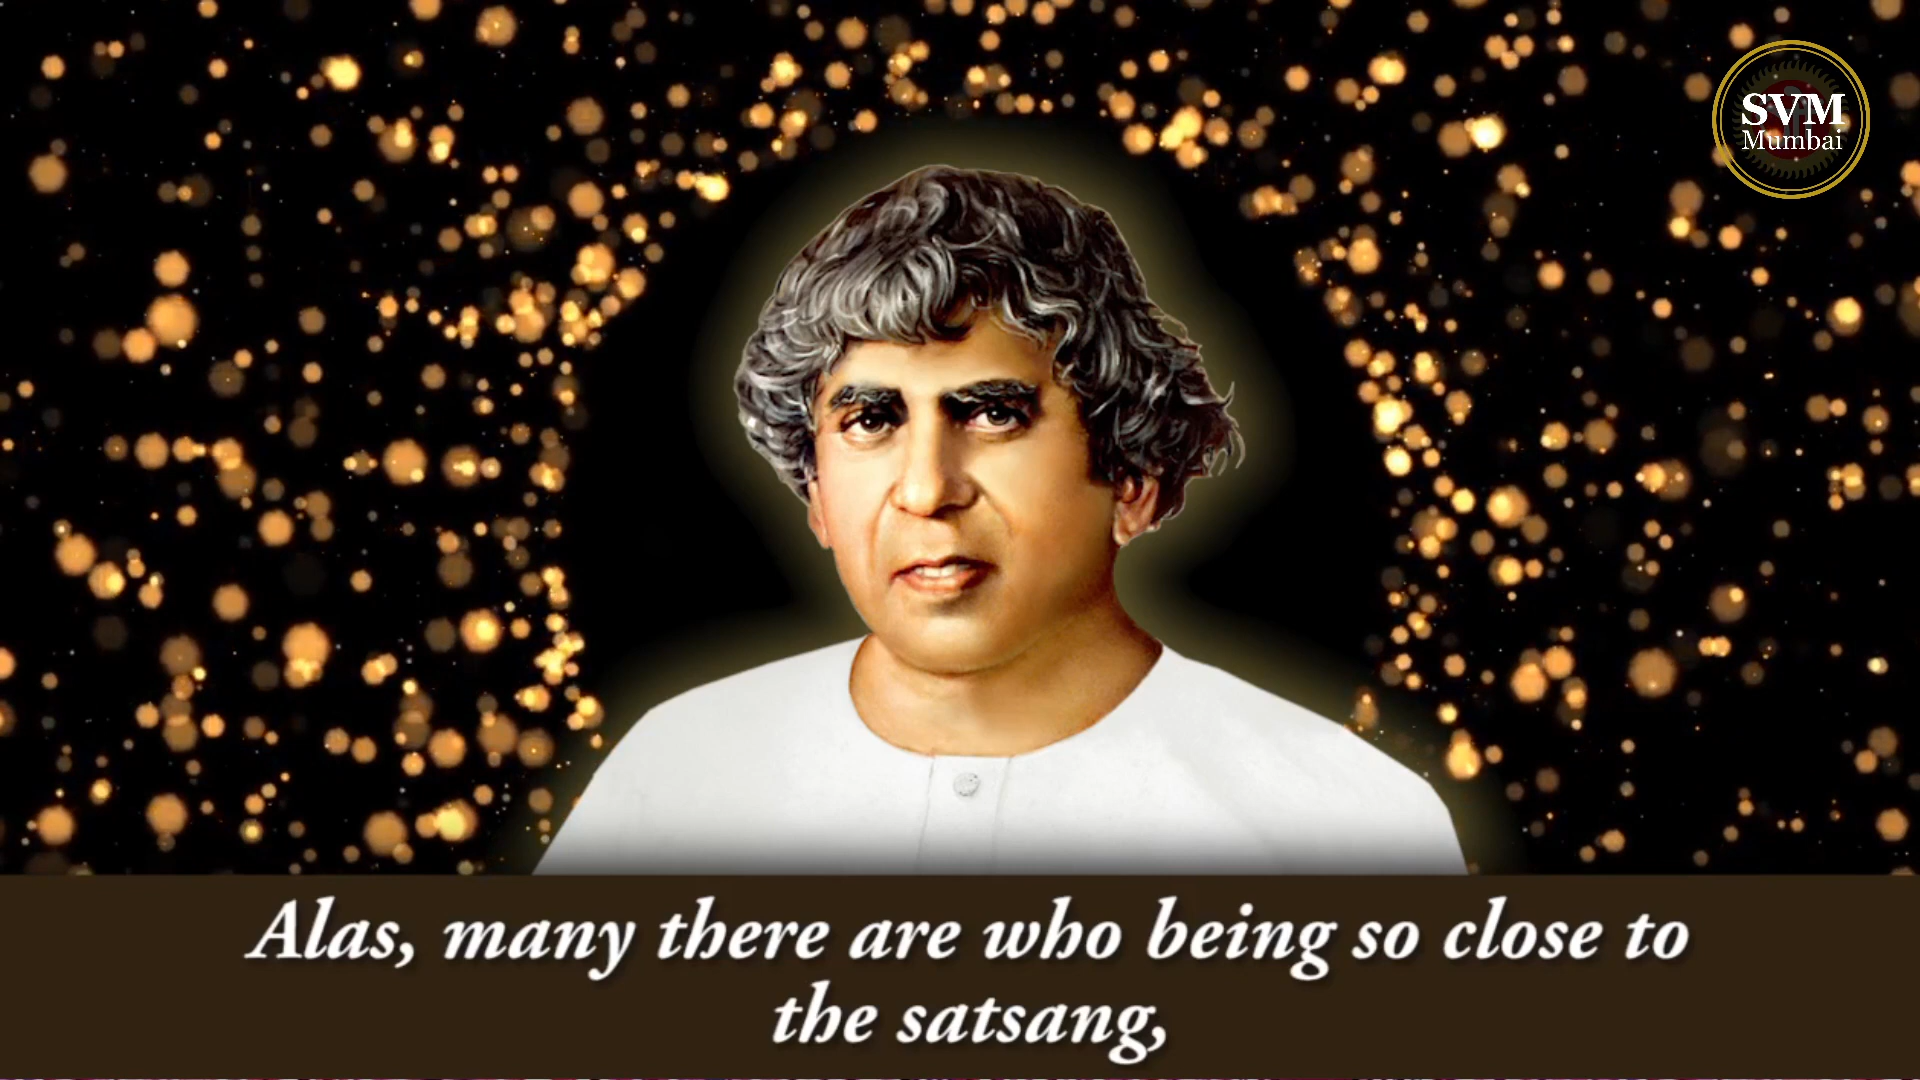 SVM
Mumbai
Alas, many there are who being so close to
the satsang,